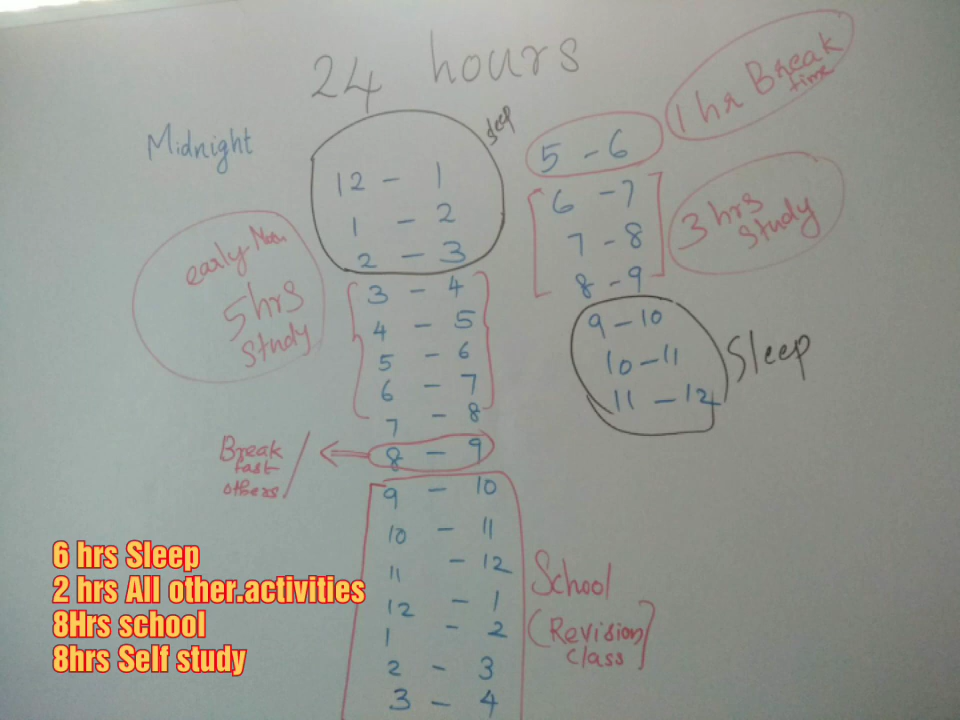 24 hours
Midnight
sleep
12 - 1
1 - 2
2 - 3
early Morn
5 hrs
Study
3 - 4
4 - 5
5 - 6
6 - 7
7 - 8
Break
fast
others
8 - 9
9 - 10
10 - 11
11 - 12
12 - 1
1 - 2
2 - 3
3 - 4
School
(Revision
class
1 hr Break
time
5 - 6
6 - 7
7 - 8
8 - 9
3 hrs
Study
9 - 10
10 - 11
11 - 12
Sleep
6 hrs Sleep
2 hrs All other.activities
8Hrs school
8hrs Self study